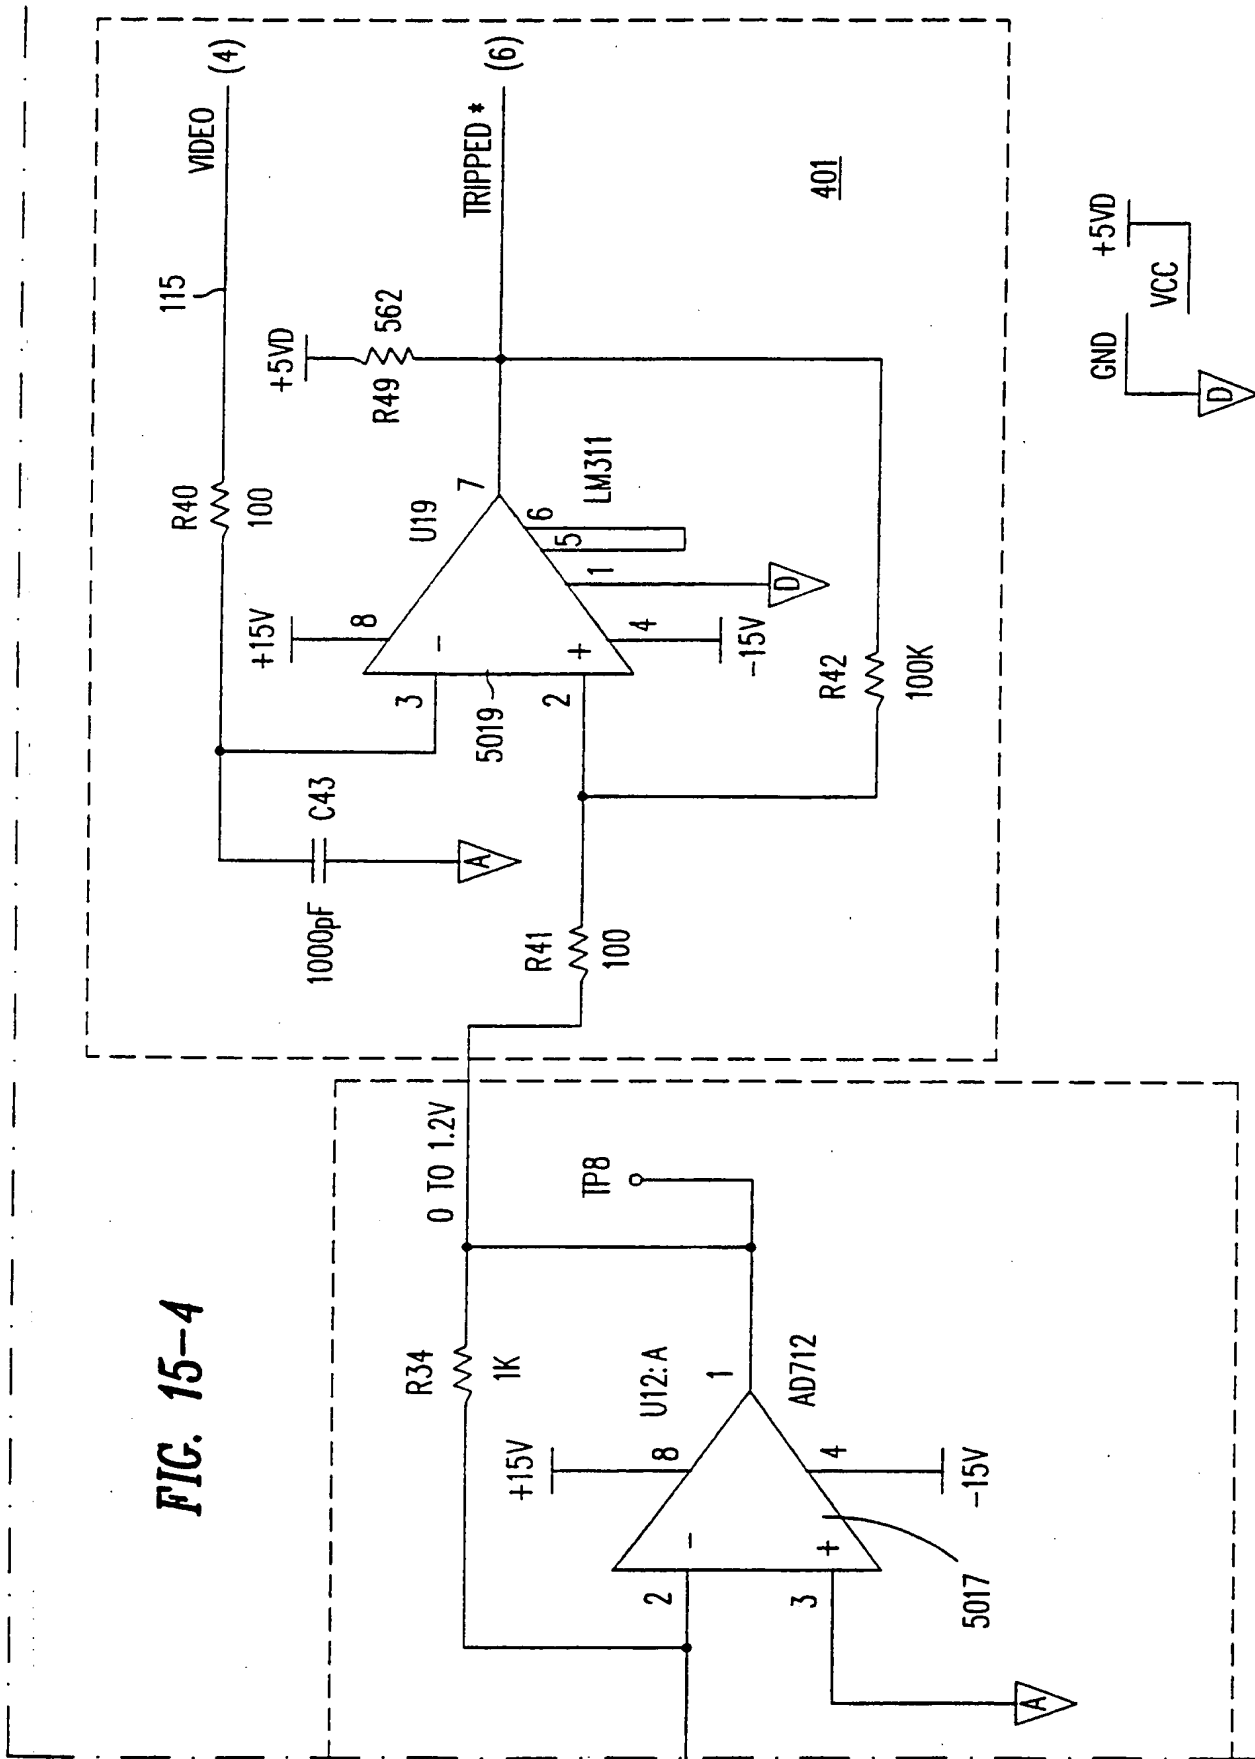 FIG. 15-4
VIDEO
(4)
115
R40
100
+5VD
R49
562
TRIPPED *
(6)
401
C43
1000pF
A
+15V
8
U19
7
-
+
3
2
5019
6
5
1
4
LM311
D
-15V
R41
100
R42
100K
0 TO 1.2V
TP8
R34
1K
U12:A
1
AD712
+15V
8
4
-15V
-
+
2
3
5017
A
GND
VCC
+5VD
D